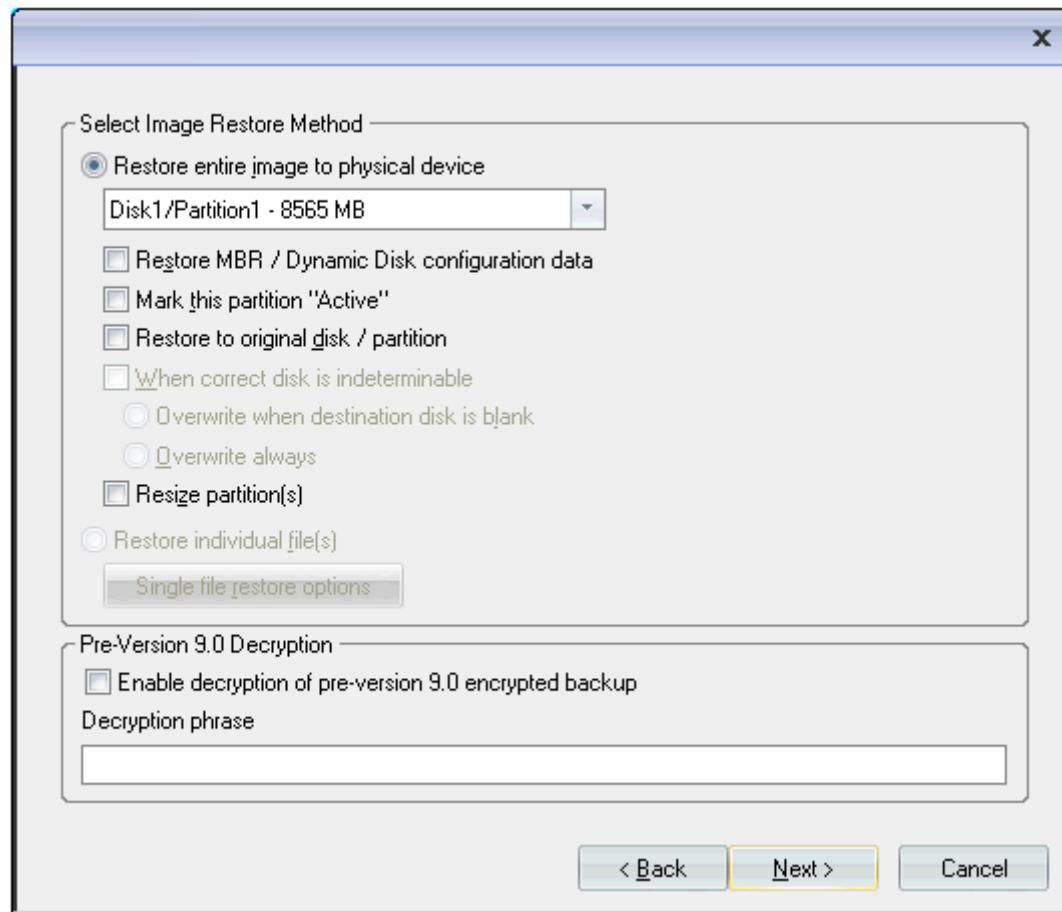 x
Select Image Restore Method
Restore entire image to physical device
Disk1/Partition1 - 8565 MB
Restore MBR / Dynamic Disk configuration data
Mark this partition "Active"
Restore to original disk / partition
When correct disk is indeterminable
Overwrite when destination disk is blank
Overwrite always
Resize partition(s)
Restore individual file(s)
Single file restore options
Pre-Version 9.0 Decryption
Enable decryption of pre-version 9.0 encrypted backup
Decryption phrase
< Back Next > Cancel